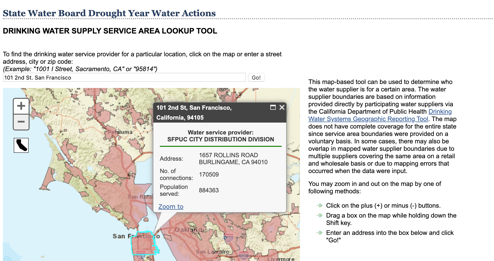 State Water Board Drought Year Water Actions
DRINKING WATER SUPPLY SERVICE AREA LOOKUP TOOL
To find the drinking water service provider for a particular location, click on the map or enter a street
address, city or zip code:
(Example: "1001 I Street, Sacramento, CA" or "95814")
101 2nd St. San Francisco
Go!
101 2nd St, San Francisco,
California, 94105
Water service provider:
SFPUC CITY DISTRIBUTION DIVISION
Address: 1657 ROLLINS ROAD
BURLINGAME, CA 94010
No. of
connections: 170509
Population
served: 884363
Zoom to
San Francisco
This map-based tool can be used to determine who
the water supplier is for a certain area. The water
supplier boundaries are based on information
provided directly by participating water suppliers via
the California Department of Public Health Drinking
Water Systems Geographic Reporting Tool. The map
does not have complete coverage for the entire state
since service area boundaries were provided on a
voluntary basis. In some cases, there may also be
overlap in mapped water supplier boundaries due to
multiple suppliers covering the same area on a retail
and wholesale basis or due to mapping errors that
occurred when the data were input.
You may zoom in and out on the map by one of
following methods:
Click on the plus (+) or minus (-) buttons.
Drag a box on the map while holding down the
Shift key.
Enter an address into the box below and click
"Go!"